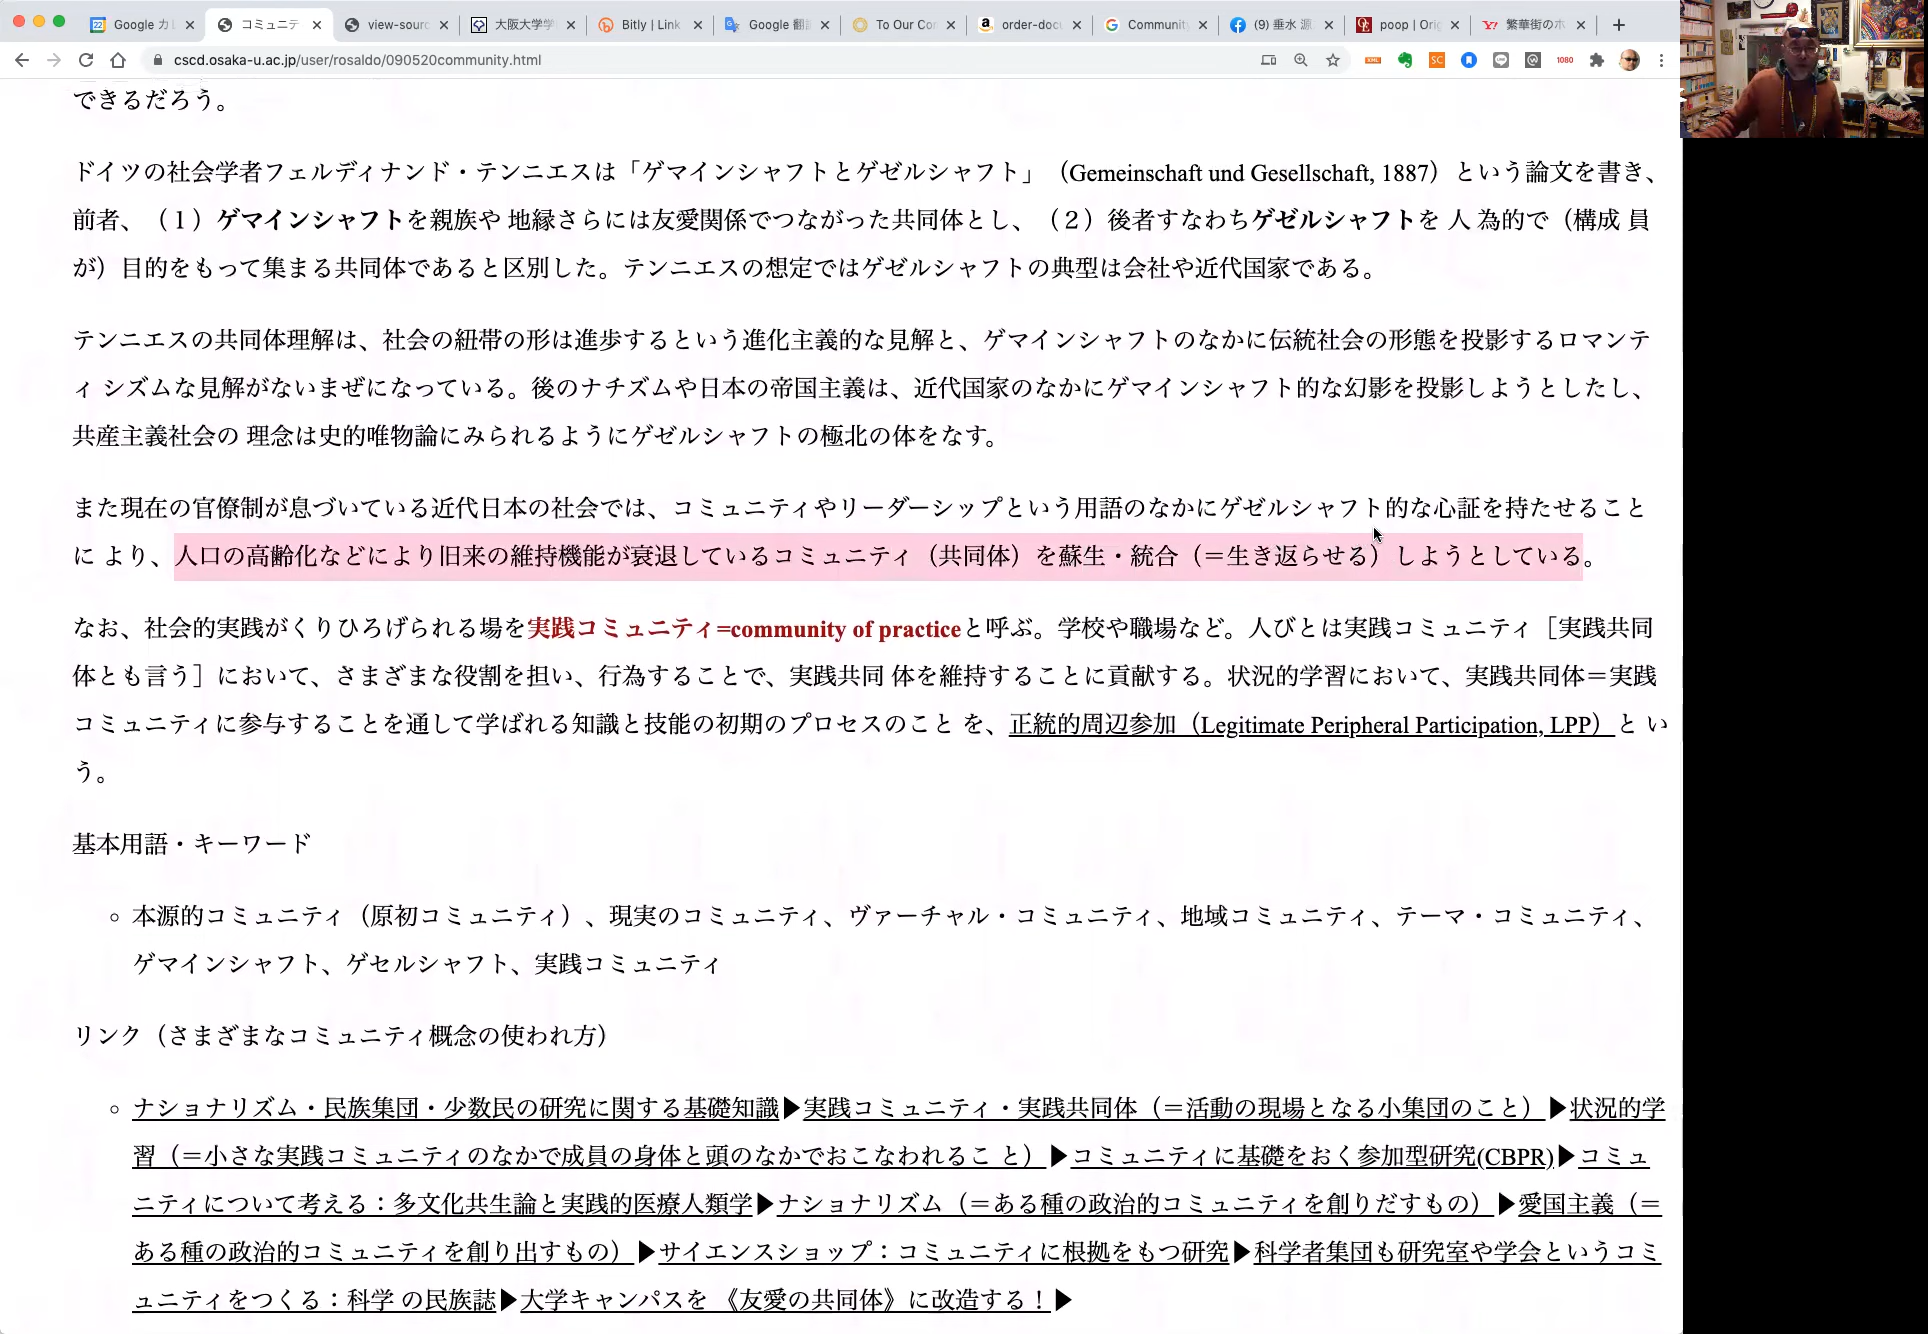 Google カレ
コミュニテ
view-sourc
大阪大学学
Bitly | Link
Google 翻訳
To Our Cor
order-docu
Community
(9) 垂水 源
poop | Orig
繁華街のホ
cscd.osaka-u.ac.jp/user/rosaldo/090520community.html
できるだろう。
ドイツの社会学者フェルディナンド・テンニエスは「ゲマインシャフトとゲゼルシャフト」（Gemeinschaft und Gesellschaft, 1887）という論文を書き、
前者、（１）ゲマインシャフトを親族や 地縁さらには友愛関係でつながった共同体とし、（２）後者すなわちゲゼルシャフトを 人 為的で（構成 員
が）目的をもって集まる共同体であると区別した。テンニエスの想定ではゲゼルシャフトの典型は会社や近代国家である。
テンニエスの共同体理解は、社会の紐帯の形は進歩するという進化主義的な見解と、ゲマインシャフトのなかに伝統社会の形態を投影するロマンテ
ィ シズムな見解がないまぜになっている。後のナチズムや日本の帝国主義は、近代国家のなかにゲマインシャフト的な幻影を投影しようとしたし、
共産主義社会の 理念は史的唯物論にみられるようにゲゼルシャフトの極北の体をなす。
また現在の官僚制が息づいている近代日本の社会では、コミュニティやリーダーシップという用語のなかにゲゼルシャフト的な心証を持たせること
に より、人口の高齢化などにより旧来の維持機能が衰退しているコミュニティ（共同体）を蘇生・統合（＝生き返らせる）しようとしている。
なお、社会的実践がくりひろげられる場を実践コミュニティ=community of practiceと呼ぶ。学校や職場など。人びとは実践コミュニティ［実践共同
体とも言う］において、さまざまな役割を担い、行為することで、実践共同 体を維持することに貢献する。状況的学習において、実践共同体＝実践
コミュニティに参与することを通して学ばれる知識と技能の初期のプロセスのこと を、正統的周辺参加（Legitimate Peripheral Participation, LPP）と い
う。
基本用語・キーワード
本源的コミュニティ（原初コミュニティ）、現実のコミュニティ、ヴァーチャル・コミュニティ、地域コミュニティ、テーマ・コミュニティ、
ゲマインシャフト、ゲセルシャフト、実践コミュニティ
リンク（さまざまなコミュニティ概念の使われ方）
ナショナリズム・民族集団・少数民の研究に関する基礎知識▶実践コミュニティ・実践共同体（＝活動の現場となる小集団のこと）▶状況的学
習（＝小さな実践コミュニティのなかで成員の身体と頭のなかでおこなわれるこ と）▶コミュニティに基礎をおく参加型研究(CBPR)▶コミュ
ニティについて考える：多文化共生論と実践的医療人類学▶ナショナリズム（＝ある種の政治的コミュニティを創りだすもの）▶愛国主義（＝
ある種の政治的コミュニティを創り出すもの）▶サイエンスショップ：コミュニティに根拠をもつ研究▶科学者集団も研究室や学会というコミ
ュニティをつくる：科学 の民族誌▶大学キャンパスを 《友愛の共同体》に改造する！▶